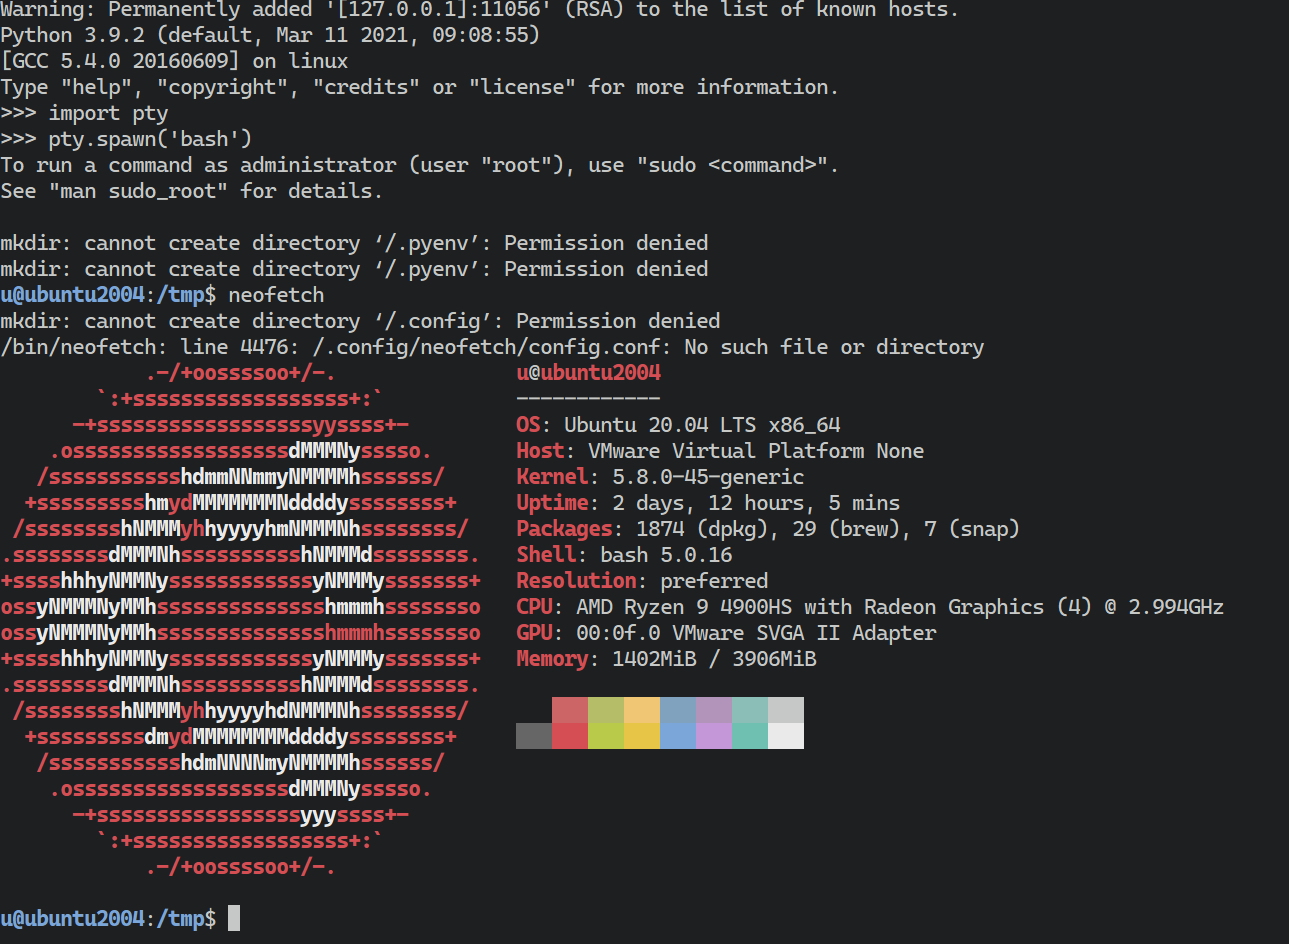 Warning: Permanently added '[127.0.0.1]:11056' (RSA) to the list of known hosts.
Python 3.9.2 (default, Mar 11 2021, 09:08:55)
[GCC 5.4.0 20160609] on linux
Type "help", "copyright", "credits" or "license" for more information.
>>> import pty
>>> pty.spawn('bash')
To run a command as administrator (user "root"), use "sudo <command>".
See "man sudo_root" for details.

mkdir: cannot create directory ‘/.pyenv’: Permission denied
mkdir: cannot create directory ‘/.pyenv’: Permission denied
u@ubuntu2004:/tmp$ neofetch
mkdir: cannot create directory ‘/.config’: Permission denied
/bin/neofetch: line 4476: /.config/neofetch/config.conf: No such file or directory
            .-/+oossssoo+/-.               u@ubuntu2004
        `:+ssssssssssssssssss+:`           ------------
      -+ssssssssssssssssssyyssss+-         OS: Ubuntu 20.04 LTS x86_64
    .ossssssssssssssssssdMMMNysssso.       Host: VMware Virtual Platform None
   /ssssssssssshdmmNNmmyNMMMMhssssss/      Kernel: 5.8.0-45-generic
  +ssssssssshmydMMMMMMMNddddyssssssss+     Uptime: 2 days, 12 hours, 5 mins
 /sssssssshNMMMyhhyyyyhmNMMMNhssssssss/    Packages: 1874 (dpkg), 29 (brew), 7 (snap)
.ssssssssdMMMNhsssssssssshNMMMdssssssss.   Shell: bash 5.0.16
+sssshhhyNMMNyssssssssssssyNMMMysssssss+   Resolution: preferred
ossyNMMMNyMMhsssssssssssssshmmmhssssssso   CPU: AMD Ryzen 9 4900HS with Radeon Graphics (4) @ 2.994GHz
ossyNMMMNyMMhsssssssssssssshmmmhssssssso   GPU: 00:0f.0 VMware SVGA II Adapter
+sssshhhyNMMNyssssssssssssyNMMMysssssss+   Memory: 1402MiB / 3906MiB
.ssssssssdMMMNhsssssssssshNMMMdssssssss.
 /sssssssshNMMMyhhyyyyhdNMMMNhssssssss/
  +sssssssssdmydMMMMMMMMddddyssssssss+
   /ssssssssssshdmNNNNmyNMMMMhssssss/
    .ossssssssssssssssssdMMMNysssso.
      -+sssssssssssssssssyyyssss+-
        `:+ssssssssssssssssss+:`
            .-/+oossssoo+/-.

u@ubuntu2004:/tmp$